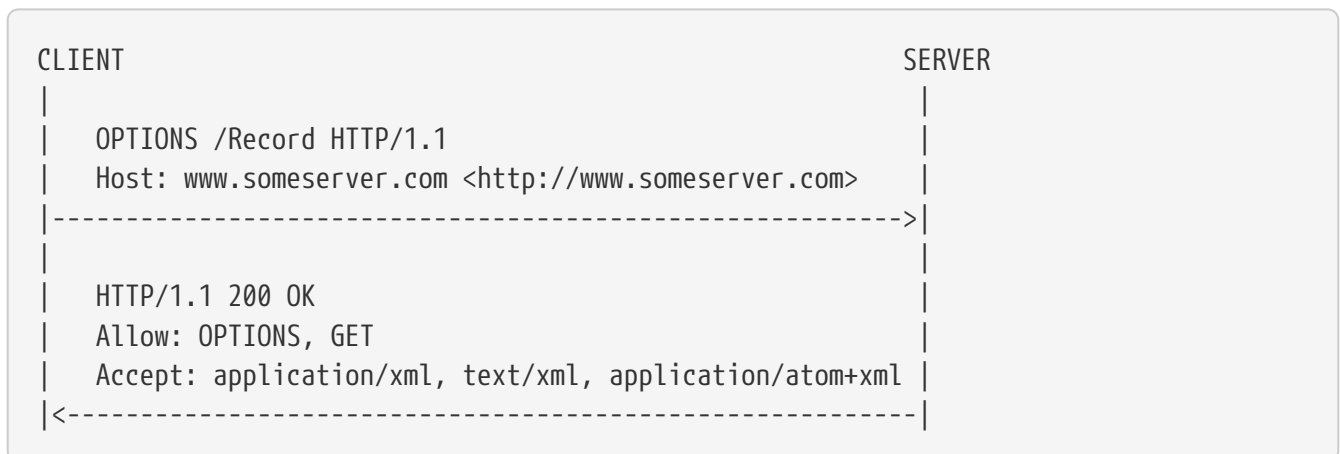 CLIENT                                                     SERVER
|                                                           |
|   OPTIONS /Record HTTP/1.1                                |
|   Host: www.someserver.com <http://www.someserver.com>    |
|---------------------------------------------------------->|
|                                                           |
|   HTTP/1.1 200 OK                                         |
|   Allow: OPTIONS, GET                                     |
|   Accept: application/xml, text/xml, application/atom+xml |
|<----------------------------------------------------------|